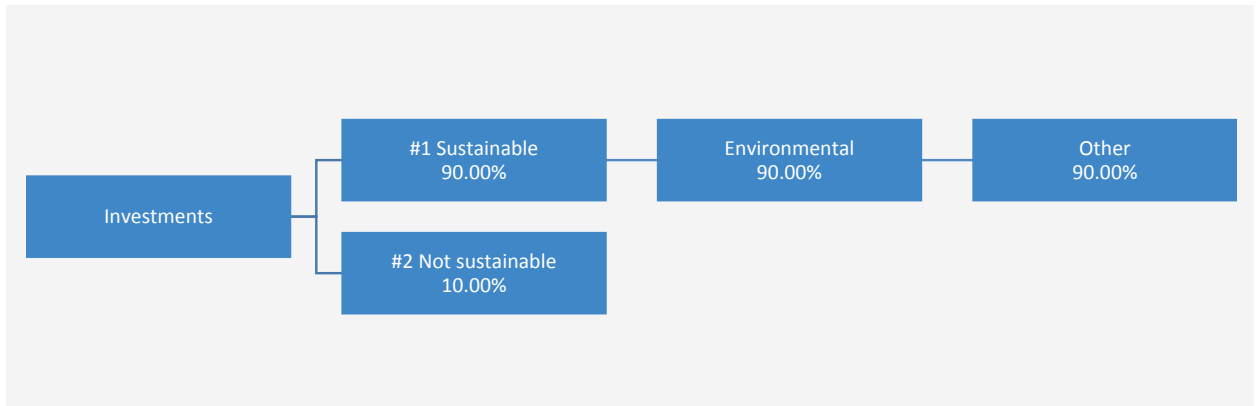 Investments
#1 Sustainable
90.00%
Environmental
90.00%
Other
90.00%
#2 Not sustainable
10.00%